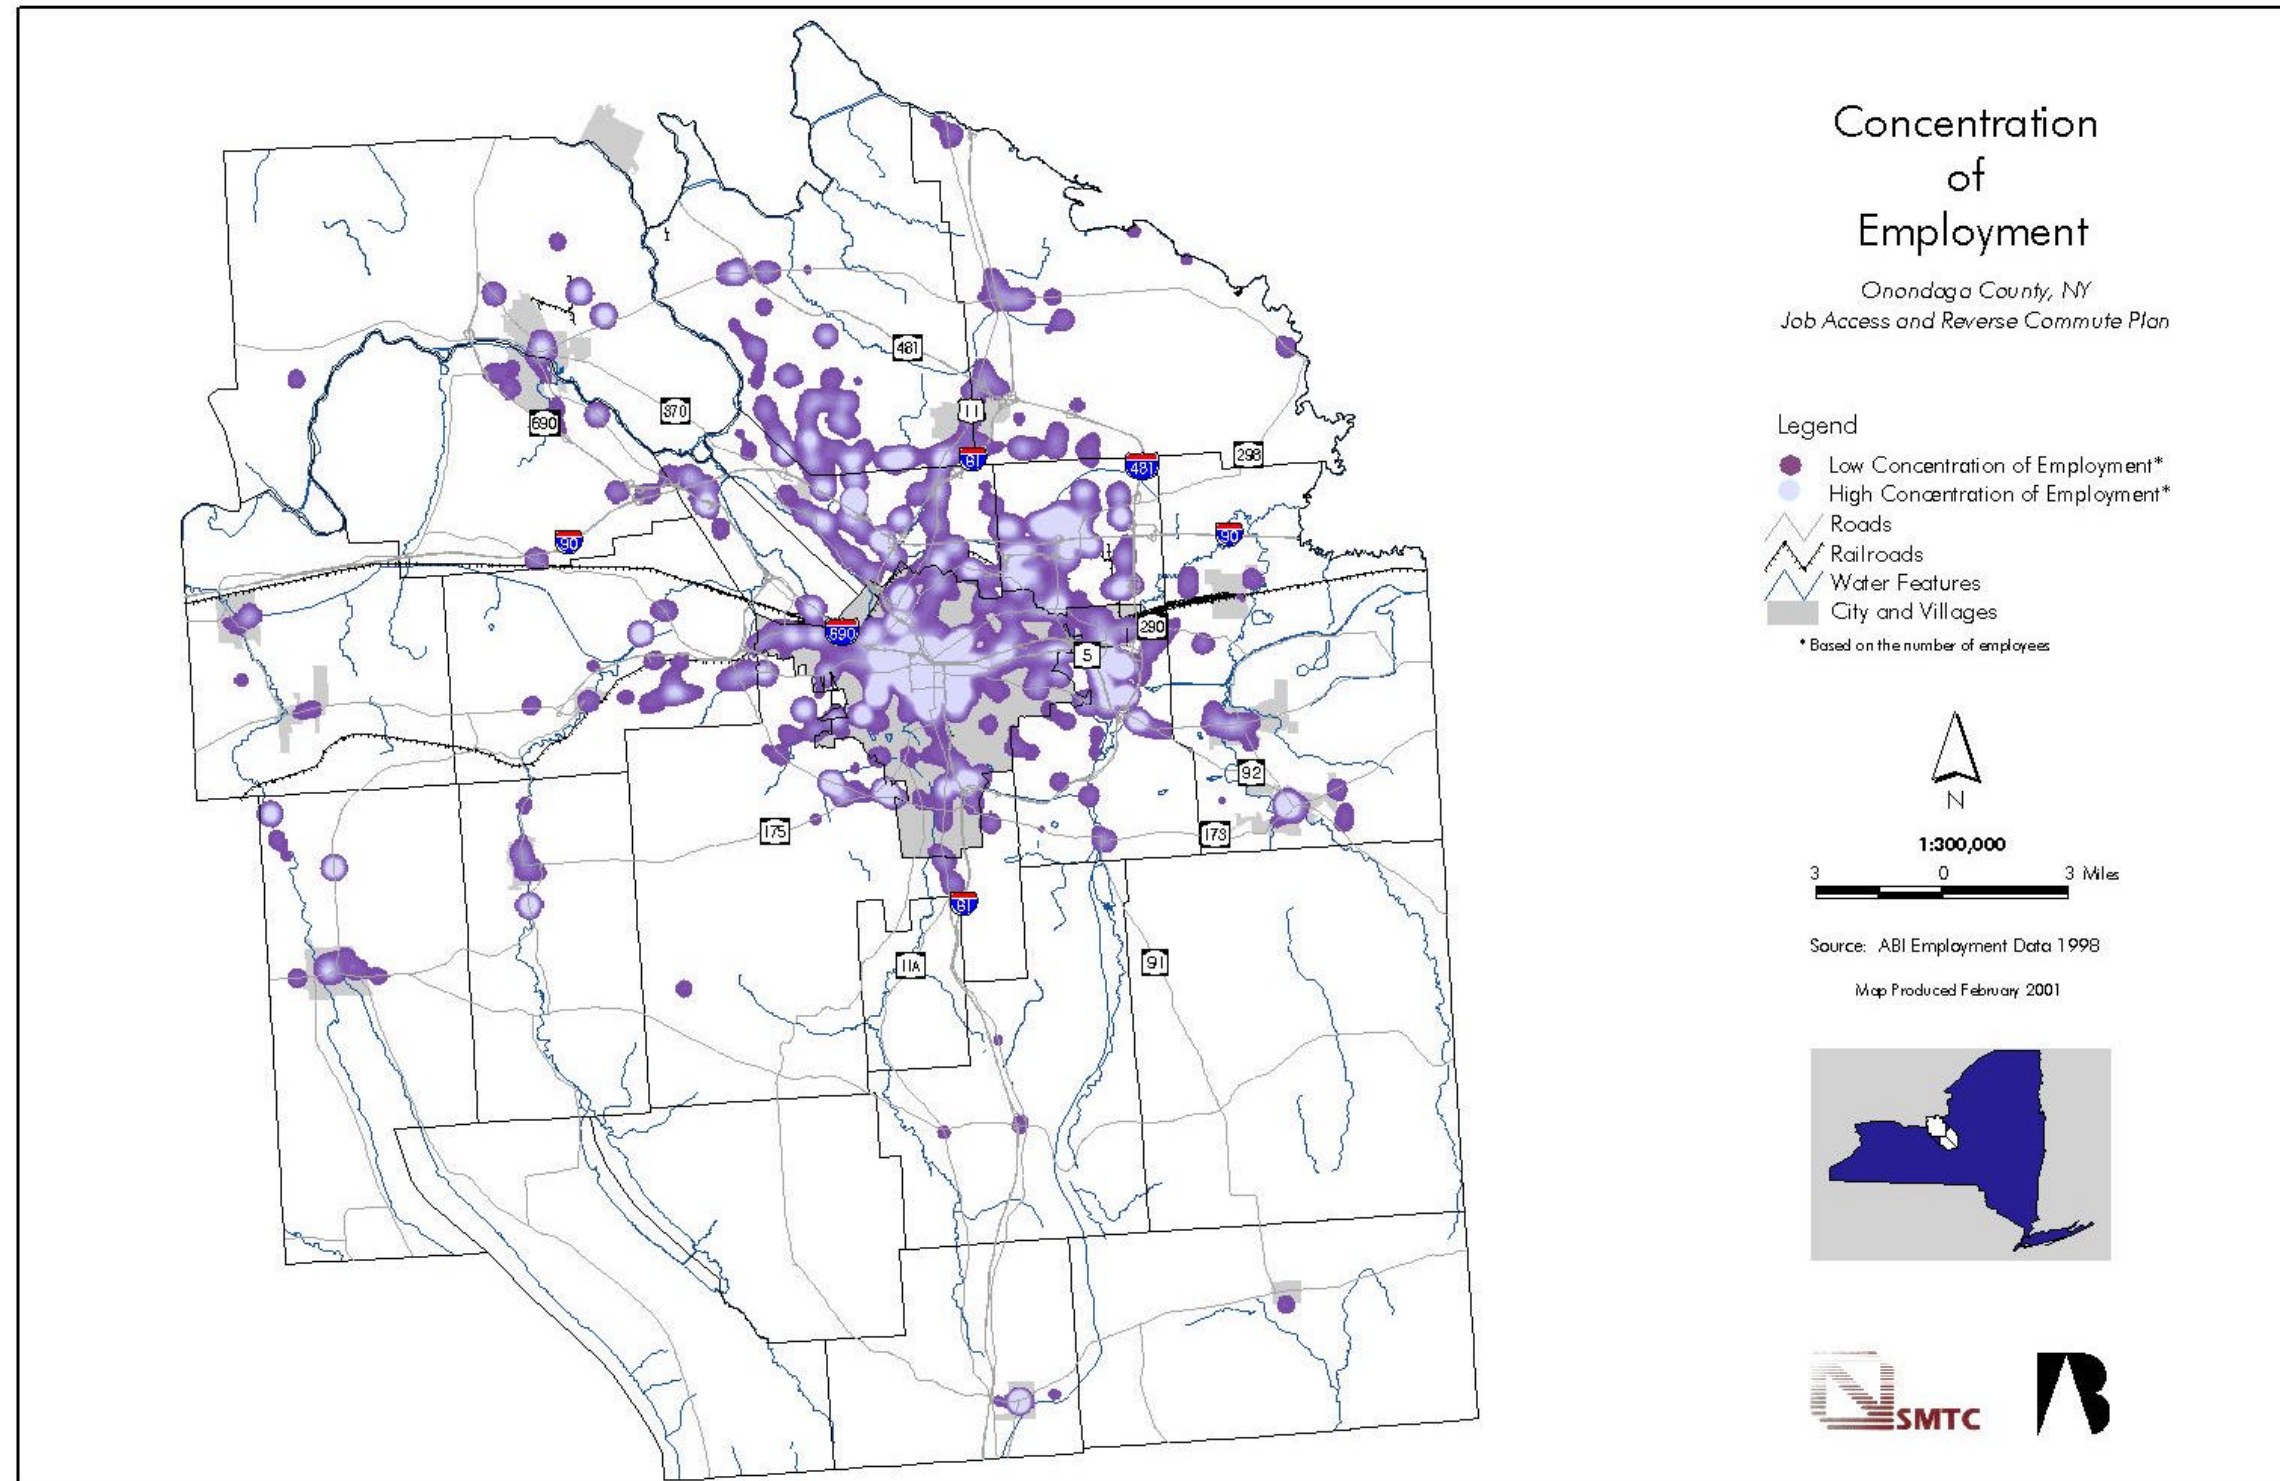 Concentration
of
Employment
Onondaga County, NY
Job Access and Reverse Commute Plan
Legend
Low Concentration of Employment*
High Concentration of Employment*
Roads
Railroads
Water Features
City and Villages
* Based on the number of employees
N
1:300,000
3 0 3 Miles
Source: ABI Employment Data 1998
Map Produced February 2001
SMTC
481
370
11
690
81
481
298
90
90
690
290
5
92
175
173
81
11A
91